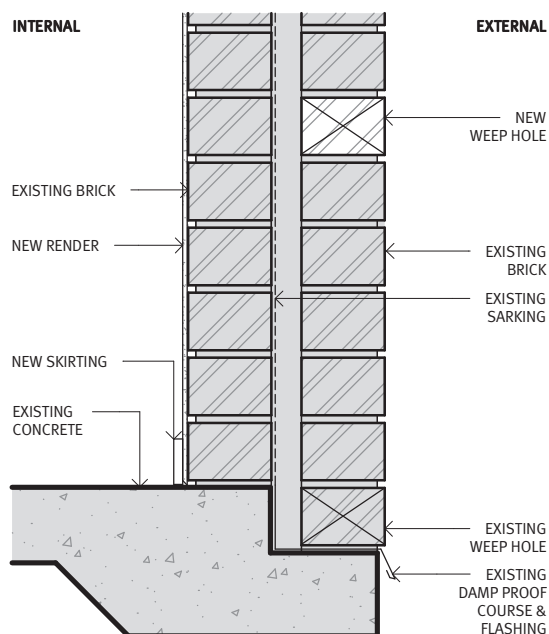 INTERNAL
EXTERNAL
NEW
WEEP HOLE
EXISTING BRICK
NEW RENDER
EXISTING
BRICK
EXISTING
SARKING
NEW SKIRTING
EXISTING
CONCRETE
EXISTING
WEEP HOLE
EXISTING
DAMP PROOF
COURSE &
FLASHING